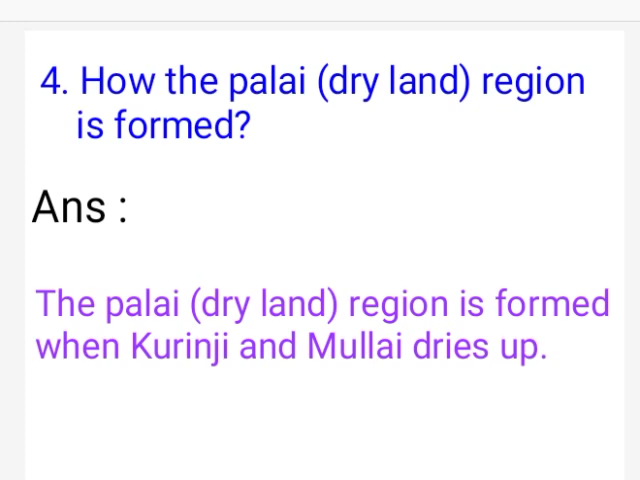 4. How the palai (dry land) region
is formed?
Ans :
The palai (dry land) region is formed
when Kurinji and Mullai dries up.